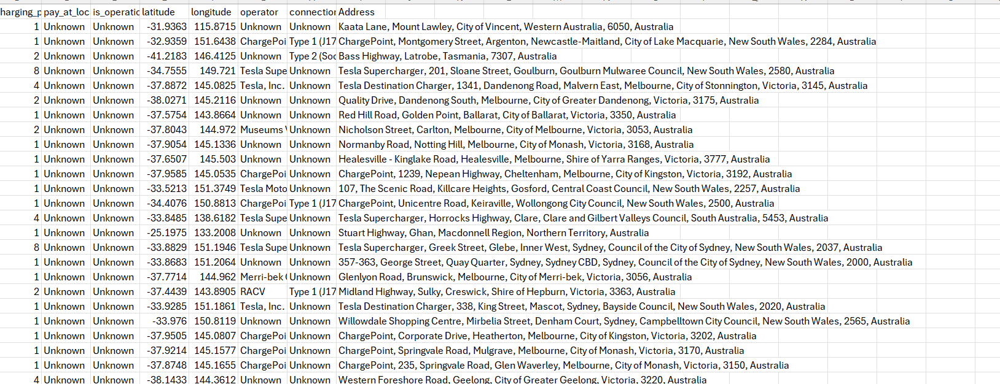 harging_p pay_at_loc is_operatio latitude longitude operator connection Address
1 Unknown Unknown -31.9363 115.8715 Unknown Unknown Kaata Lane, Mount Lawley, City of Vincent, Western Australia, 6050, Australia
1 Unknown Unknown -32.9359 151.6438 ChargePoi Type 1 (J17 ChargePoint, Montgomery Street, Argenton, Newcastle-Maitland, City of Lake Macquarie, New South Wales, 2284, Australia
2 Unknown Unknown -41.2183 146.4125 Unknown Type 2 (Soc Bass Highway, Latrobe, Tasmania, 7307, Australia
8 Unknown Unknown -34.7555 149.721 Tesla Supe Unknown Tesla Supercharger, 201, Sloane Street, Goulburn, Goulburn Mulwaree Council, New South Wales, 2580, Australia
4 Unknown Unknown -37.8872 145.0825 Tesla, Inc. Unknown Tesla Destination Charger, 1341, Dandenong Road, Malvern East, Melbourne, City of Stonnington, Victoria, 3145, Australia
2 Unknown Unknown -38.0271 145.2116 Unknown Unknown Quality Drive, Dandenong South, Melbourne, City of Greater Dandenong, Victoria, 3175, Australia
1 Unknown Unknown -37.5754 143.8664 Unknown Unknown Red Hill Road, Golden Point, Ballarat, City of Ballarat, Victoria, 3350, Australia
2 Unknown Unknown -37.8043 144.972 Museums V Unknown Nicholson Street, Carlton, Melbourne, City of Melbourne, Victoria, 3053, Australia
1 Unknown Unknown -37.9054 145.1336 Unknown Unknown Normanby Road, Notting Hill, Melbourne, City of Monash, Victoria, 3168, Australia
1 Unknown Unknown -37.6507 145.503 Unknown Unknown Healesville - Kinglake Road, Healesville, Melbourne, Shire of Yarra Ranges, Victoria, 3777, Australia
1 Unknown Unknown -37.9585 145.0535 ChargePoi Unknown ChargePoint, 1239, Nepean Highway, Cheltenham, Melbourne, City of Kingston, Victoria, 3192, Australia
1 Unknown Unknown -33.5213 151.3749 Tesla Moto Unknown 107, The Scenic Road, Killcare Heights, Gosford, Central Coast Council, New South Wales, 2257, Australia
1 Unknown Unknown -34.4076 150.8813 ChargePoi Type 1 (J17 ChargePoint, Unicentre Road, Keiraville, Wollongong City Council, New South Wales, 2500, Australia
4 Unknown Unknown -33.8485 138.6182 Tesla Supe Unknown Tesla Supercharger, Horrocks Highway, Clare, Clare and Gilbert Valleys Council, South Australia, 5453, Australia
1 Unknown Unknown -25.1975 133.2008 Unknown Unknown Stuart Highway, Ghan, Macdonnell Region, Northern Territory, Australia
8 Unknown Unknown -33.8829 151.1946 Tesla Supe Unknown Tesla Supercharger, Greek Street, Glebe, Inner West, Sydney, Council of the City of Sydney, New South Wales, 2037, Australia
1 Unknown Unknown -33.8683 151.2064 Unknown Unknown 357-363, George Street, Quay Quarter, Sydney, Sydney CBD, Sydney, Council of the City of Sydney, New South Wales, 2000, Australia
1 Unknown Unknown -37.7714 144.962 Merri-bek Unknown Glenlyon Road, Brunswick, Melbourne, City of Merri-bek, Victoria, 3056, Australia
2 Unknown Unknown -37.4439 143.8905 RACV Type 1 (J17 Midland Highway, Sulky, Creswick, Shire of Hepburn, Victoria, 3363, Australia
1 Unknown Unknown -33.9285 151.1861 Tesla, Inc. Unknown Tesla Destination Charger, 338, King Street, Mascot, Sydney, Bayside Council, New South Wales, 2020, Australia
1 Unknown Unknown -33.976 150.8119 Unknown Unknown Willowdale Shopping Centre, Mirbelia Street, Denham Court, Sydney, Campbelltown City Council, New South Wales, 2565, Australia
1 Unknown Unknown -37.9505 145.0807 ChargePoi Unknown ChargePoint, Corporate Drive, Heatherton, Melbourne, City of Kingston, Victoria, 3202, Australia
1 Unknown Unknown -37.9214 145.1577 ChargePoi Unknown ChargePoint, Springvale Road, Mulgrave, Melbourne, City of Monash, Victoria, 3170, Australia
1 Unknown Unknown -37.8748 145.1655 ChargePoi Unknown ChargePoint, 235, Springvale Road, Glen Waverley, Melbourne, City of Monash, Victoria, 3150, Australia
4 Unknown Unknown -38.1433 144.3612 Unknown Unknown Western Foreshore Road, Geelong, City of Greater Geelong, Victoria, 3220, Australia